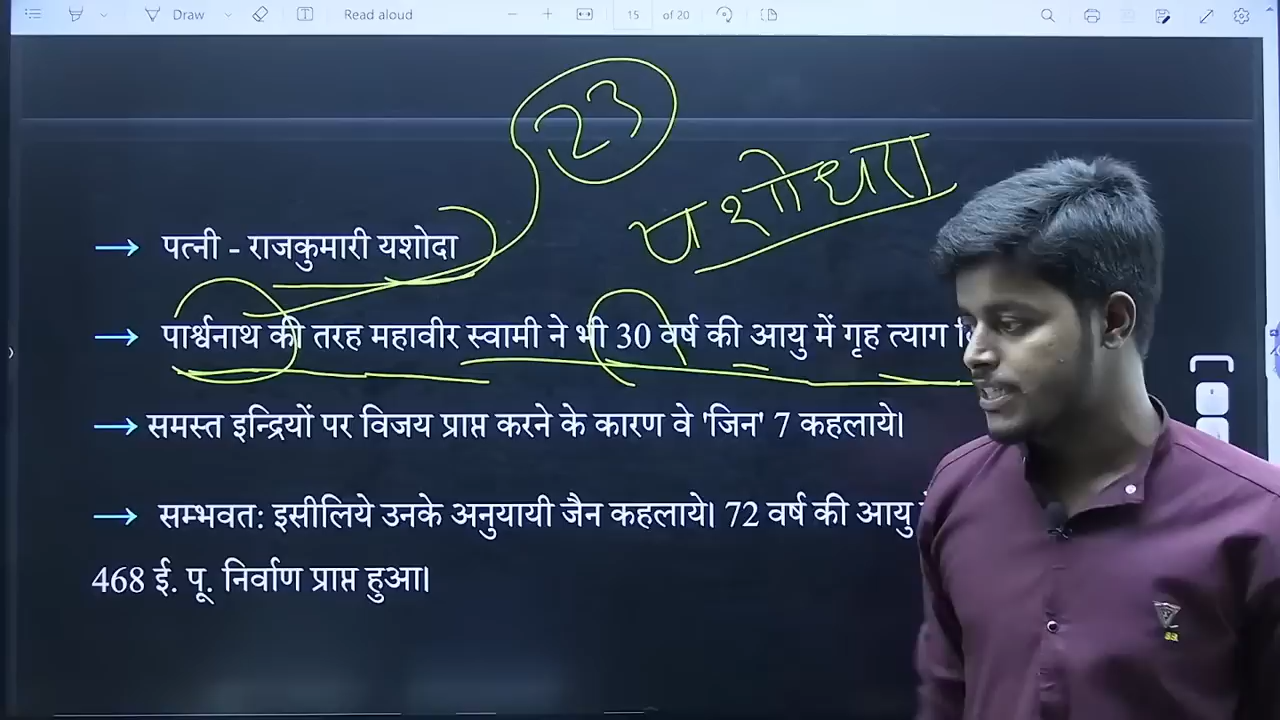 Draw
Read aloud
15 of 20
23
यशोधरा
→ पत्नी - राजकुमारी यशोदा
→ पार्श्वनाथ की तरह महावीर स्वामी ने भी 30 वर्ष की आयु में गृह त्याग
→ समस्त इन्द्रियों पर विजय प्राप्त करने के कारण वे 'जिन' 7 कहलाये।
→ सम्भवत: इसीलिये उनके अनुयायी जैन कहलाये। 72 वर्ष की आयु
468 ई. पू. निर्वाण प्राप्त हुआ।